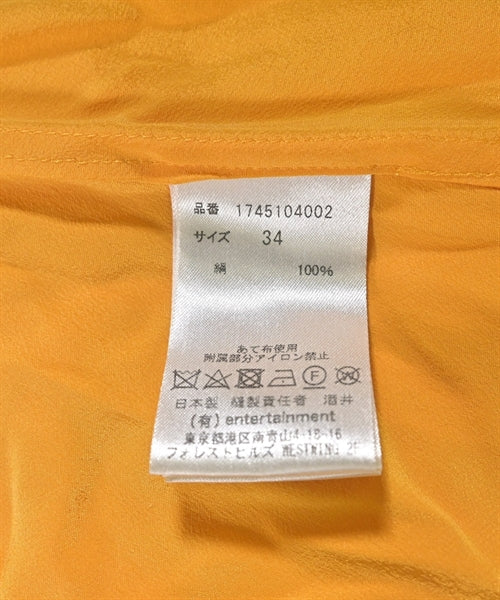 品番 1745104002
サイズ 34
絹 100%
あて布使用
附属部分アイロン禁止
日本製 縫製責任者 酒井
(有) entertainment
東京都港区南青山4-18-16
フォレストヒルズ WESTWING 2F